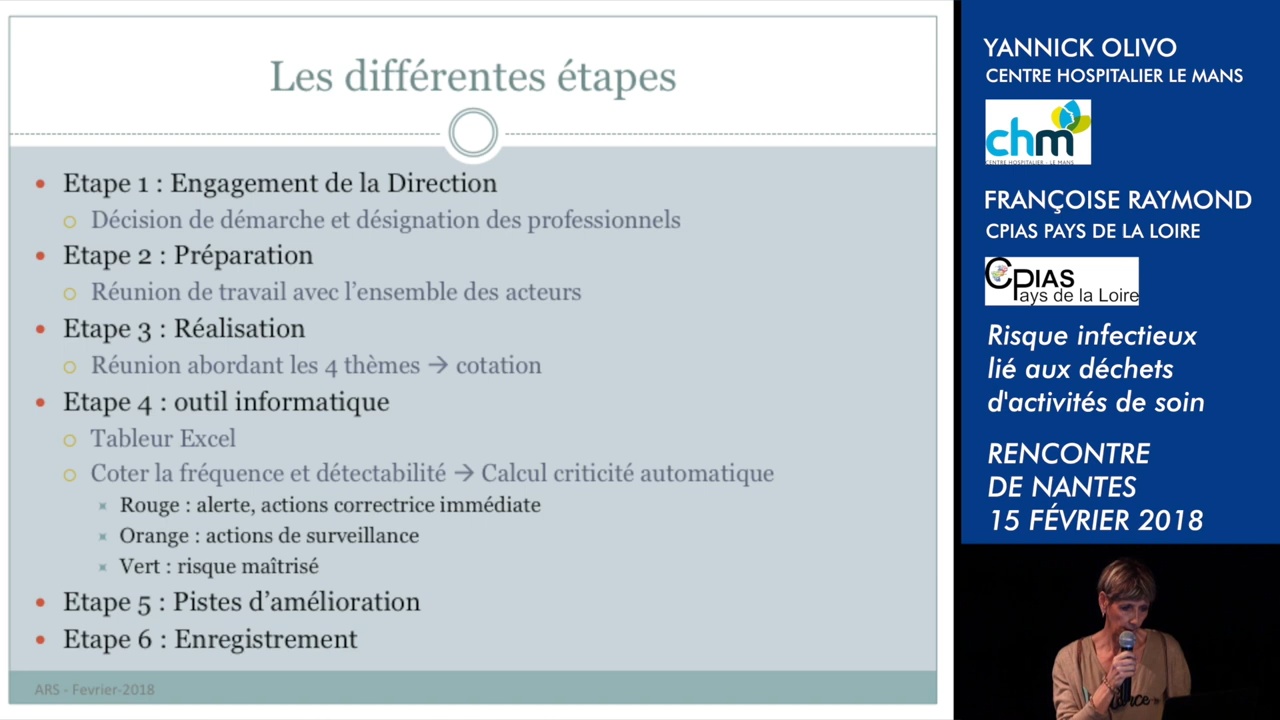 Les différentes étapes
Etape 1 : Engagement de la Direction
Décision de démarche et désignation des professionnels
Etape 2 : Préparation
Réunion de travail avec l'ensemble des acteurs
Etape 3 : Réalisation
Réunion abordant les 4 thèmes → cotation
Etape 4 : outil informatique
Tableur Excel
Coter la fréquence et détectabilité → Calcul criticité automatique
Rouge : alerte, actions correctrice immédiate
Orange : actions de surveillance
Vert : risque maîtrisé
Etape 5 : Pistes d'amélioration
Etape 6 : Enregistrement
ARS - Fevrier-2018
YANNICK OLIVO
CENTRE HOSPITALIER LE MANS
chm
CENTRE HOSPITALIER - LE MANS
FRANÇOISE RAYMOND
CPIAS PAYS DE LA LOIRE
CPIAS
Pays de la Loire
Risque infectieux
lié aux déchets
d'activités de soin
RENCONTRE
DE NANTES
15 FÉVRIER 2018